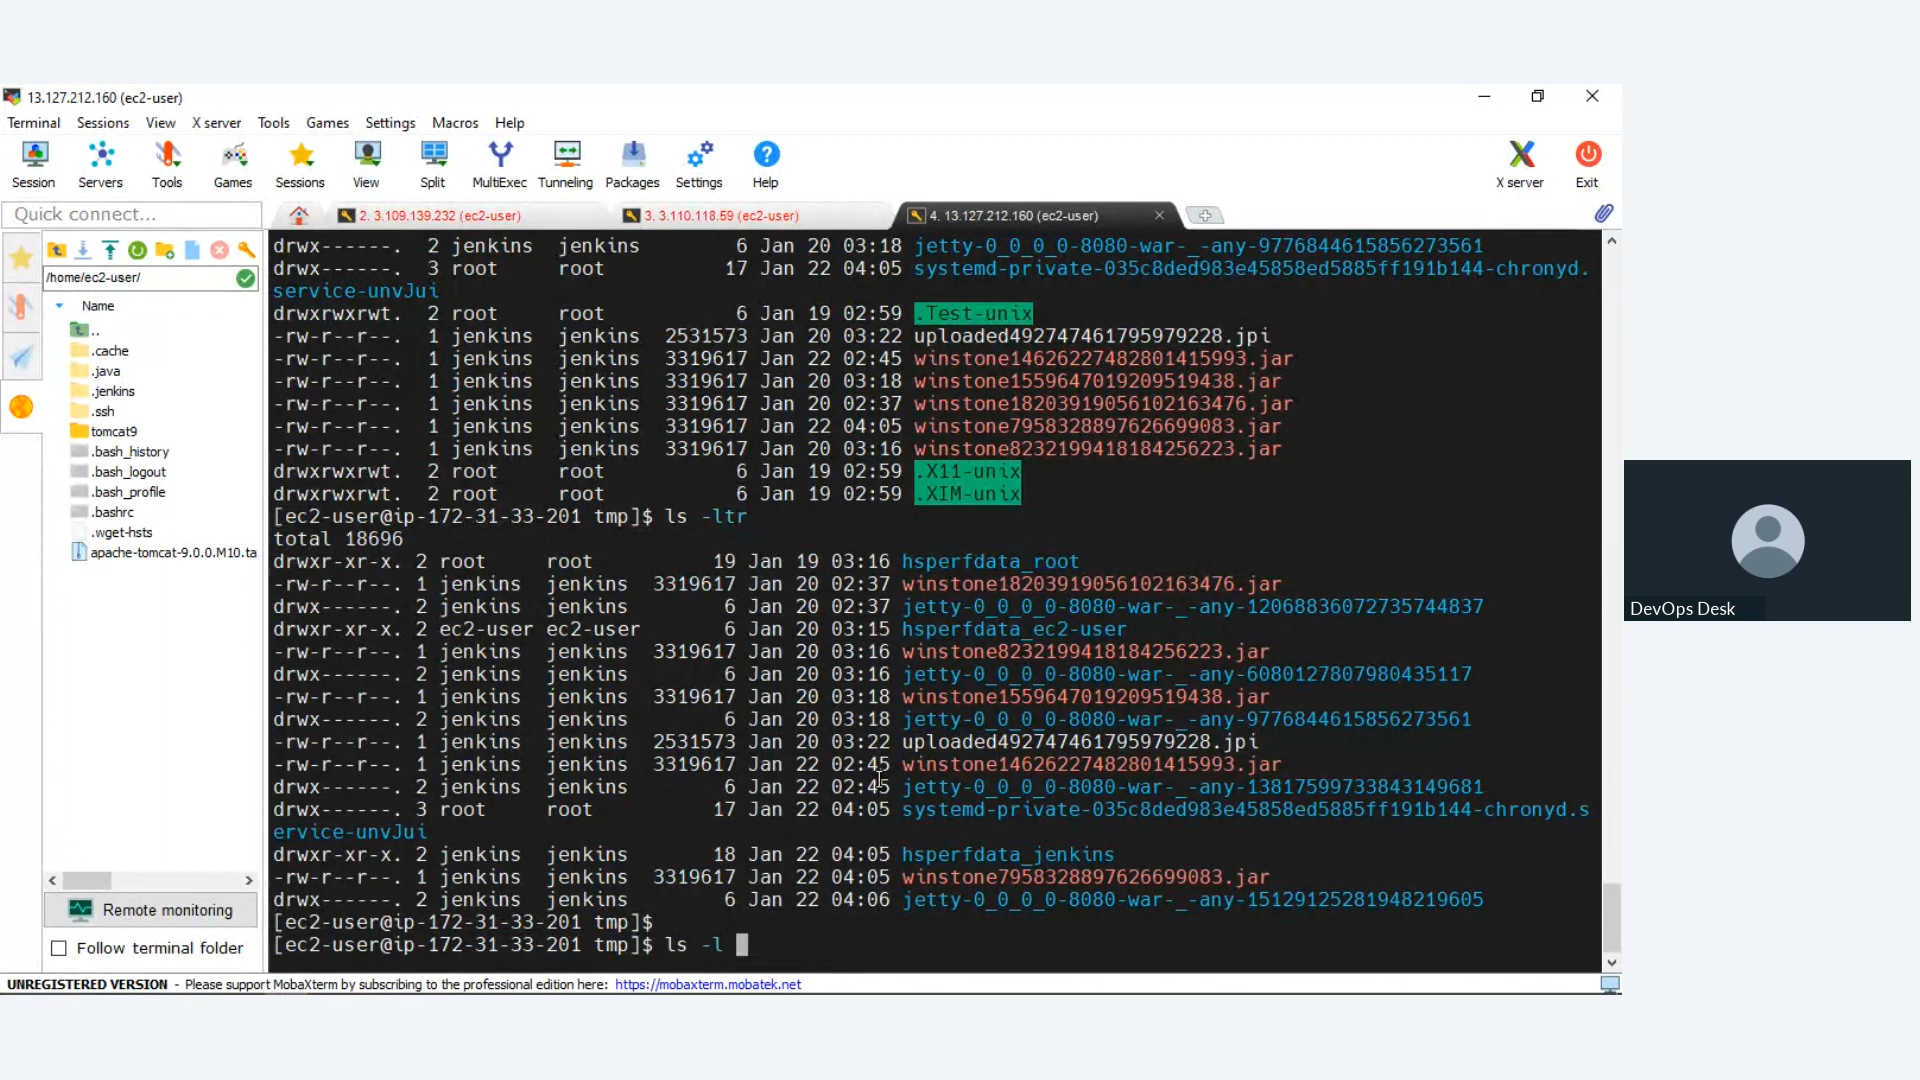 13.127.212.160 (ec2-user)
Terminal Sessions View X server Tools Games Settings Macros Help
Session Servers Tools Games Sessions View Split MultiExec Tunneling Packages Settings Help X server Exit
Quick connect...
2. 3.109.139.232 (ec2-user)
3. 3.110.118.59 (ec2-user)
4. 13.127.212.160 (ec2-user)
/home/ec2-user/
Name
..
.cache
.java
.jenkins
.ssh
tomcat9
.bash_history
.bash_logout
.bash_profile
.bashrc
.wget-hsts
apache-tomcat-9.0.0.M10.ta
Remote monitoring
Follow terminal folder
drwx------. 2 jenkins jenkins 6 Jan 20 03:18 jetty-0_0_0_0-8080-war-_-any-9776844615856273561
drwx------. 3 root root 17 Jan 22 04:05 systemd-private-035c8ded983e45858ed5885ff191b144-chronyd.
service-unvJui
drwxrwxrwt. 2 root root 6 Jan 19 02:59 .Test-unix
-rw-r--r--. 1 jenkins jenkins 2531573 Jan 20 03:22 uploaded492747461795979228.jpi
-rw-r--r--. 1 jenkins jenkins 3319617 Jan 22 02:45 winstone14626227482801415993.jar
-rw-r--r--. 1 jenkins jenkins 3319617 Jan 20 03:18 winstone1559647019209519438.jar
-rw-r--r--. 1 jenkins jenkins 3319617 Jan 20 02:37 winstone18203919056102163476.jar
-rw-r--r--. 1 jenkins jenkins 3319617 Jan 22 04:05 winstone7958328897626699083.jar
-rw-r--r--. 1 jenkins jenkins 3319617 Jan 20 03:16 winstone8232199418184256223.jar
drwxrwxrwt. 2 root root 6 Jan 19 02:59 .X11-unix
drwxrwxrwt. 2 root root 6 Jan 19 02:59 .XIM-unix
[ec2-user@ip-172-31-33-201 tmp]$ ls -ltr
total 18696
drwxr-xr-x. 2 root root 19 Jan 19 03:16 hsperfdata_root
-rw-r--r--. 1 jenkins jenkins 3319617 Jan 20 02:37 winstone18203919056102163476.jar
drwx------. 2 jenkins jenkins 6 Jan 20 02:37 jetty-0_0_0_0-8080-war-_-any-12068836072735744837
drwxr-xr-x. 2 ec2-user ec2-user 6 Jan 20 03:15 hsperfdata_ec2-user
-rw-r--r--. 1 jenkins jenkins 3319617 Jan 20 03:16 winstone8232199418184256223.jar
drwx------. 2 jenkins jenkins 6 Jan 20 03:16 jetty-0_0_0_0-8080-war-_-any-6080127807980435117
-rw-r--r--. 1 jenkins jenkins 3319617 Jan 20 03:18 winstone1559647019209519438.jar
drwx------. 2 jenkins jenkins 6 Jan 20 03:18 jetty-0_0_0_0-8080-war-_-any-9776844615856273561
-rw-r--r--. 1 jenkins jenkins 2531573 Jan 20 03:22 uploaded492747461795979228.jpi
-rw-r--r--. 1 jenkins jenkins 3319617 Jan 22 02:45 winstone14626227482801415993.jar
drwx------. 2 jenkins jenkins 6 Jan 22 02:45 jetty-0_0_0_0-8080-war-_-any-13817599733843149681
drwx------. 3 root root 17 Jan 22 04:05 systemd-private-035c8ded983e45858ed5885ff191b144-chronyd.s
ervice-unvJui
drwxr-xr-x. 2 jenkins jenkins 18 Jan 22 04:05 hsperfdata_jenkins
-rw-r--r--. 1 jenkins jenkins 3319617 Jan 22 04:05 winstone7958328897626699083.jar
drwx------. 2 jenkins jenkins 6 Jan 22 04:06 jetty-0_0_0_0-8080-war-_-any-15129125281948219605
[ec2-user@ip-172-31-33-201 tmp]$
[ec2-user@ip-172-31-33-201 tmp]$ ls -l
UNREGISTERED VERSION - Please support MobaXterm by subscribing to the professional edition here: https://mobaxterm.mobatek.net
DevOps Desk